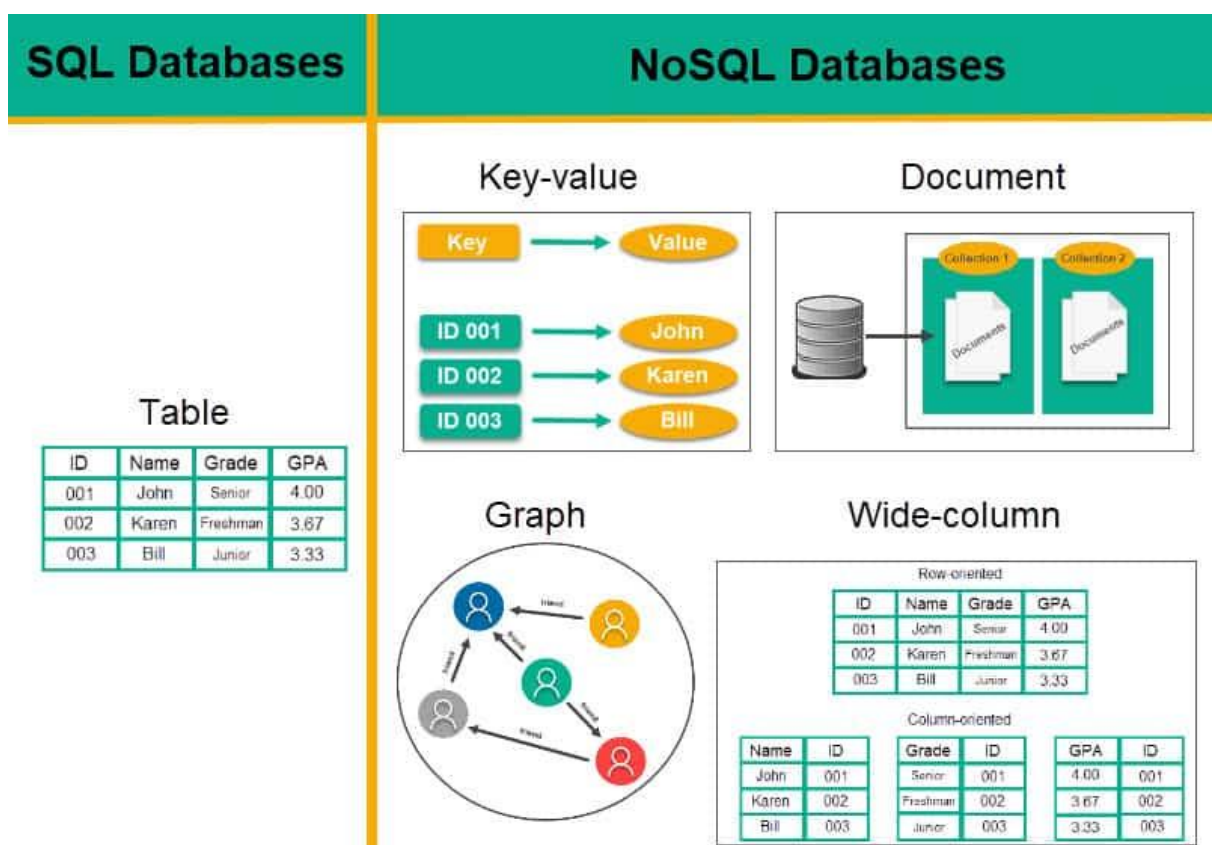 SQL Databases
NoSQL Databases
Table
ID Name Grade GPA
001 John Senior 4.00
002 Karen Freshman 3.67
003 Bill Junior 3.33
Key-value
Key Value
ID 001 John
ID 002 Karen
ID 003 Bill
Document
Collection 1 Collection 2
Documents Documents
Graph
friend
friend
friend
friend
friend
Wide-column
Row-oriented
ID Name Grade GPA
001 John Senior 4.00
002 Karen Freshman 3.67
003 Bill Junior 3.33
Column-oriented
Name ID Grade ID GPA ID
John 001 Senior 001 4.00 001
Karen 002 Freshman 002 3.67 002
Bill 003 Junior 003 3.33 003